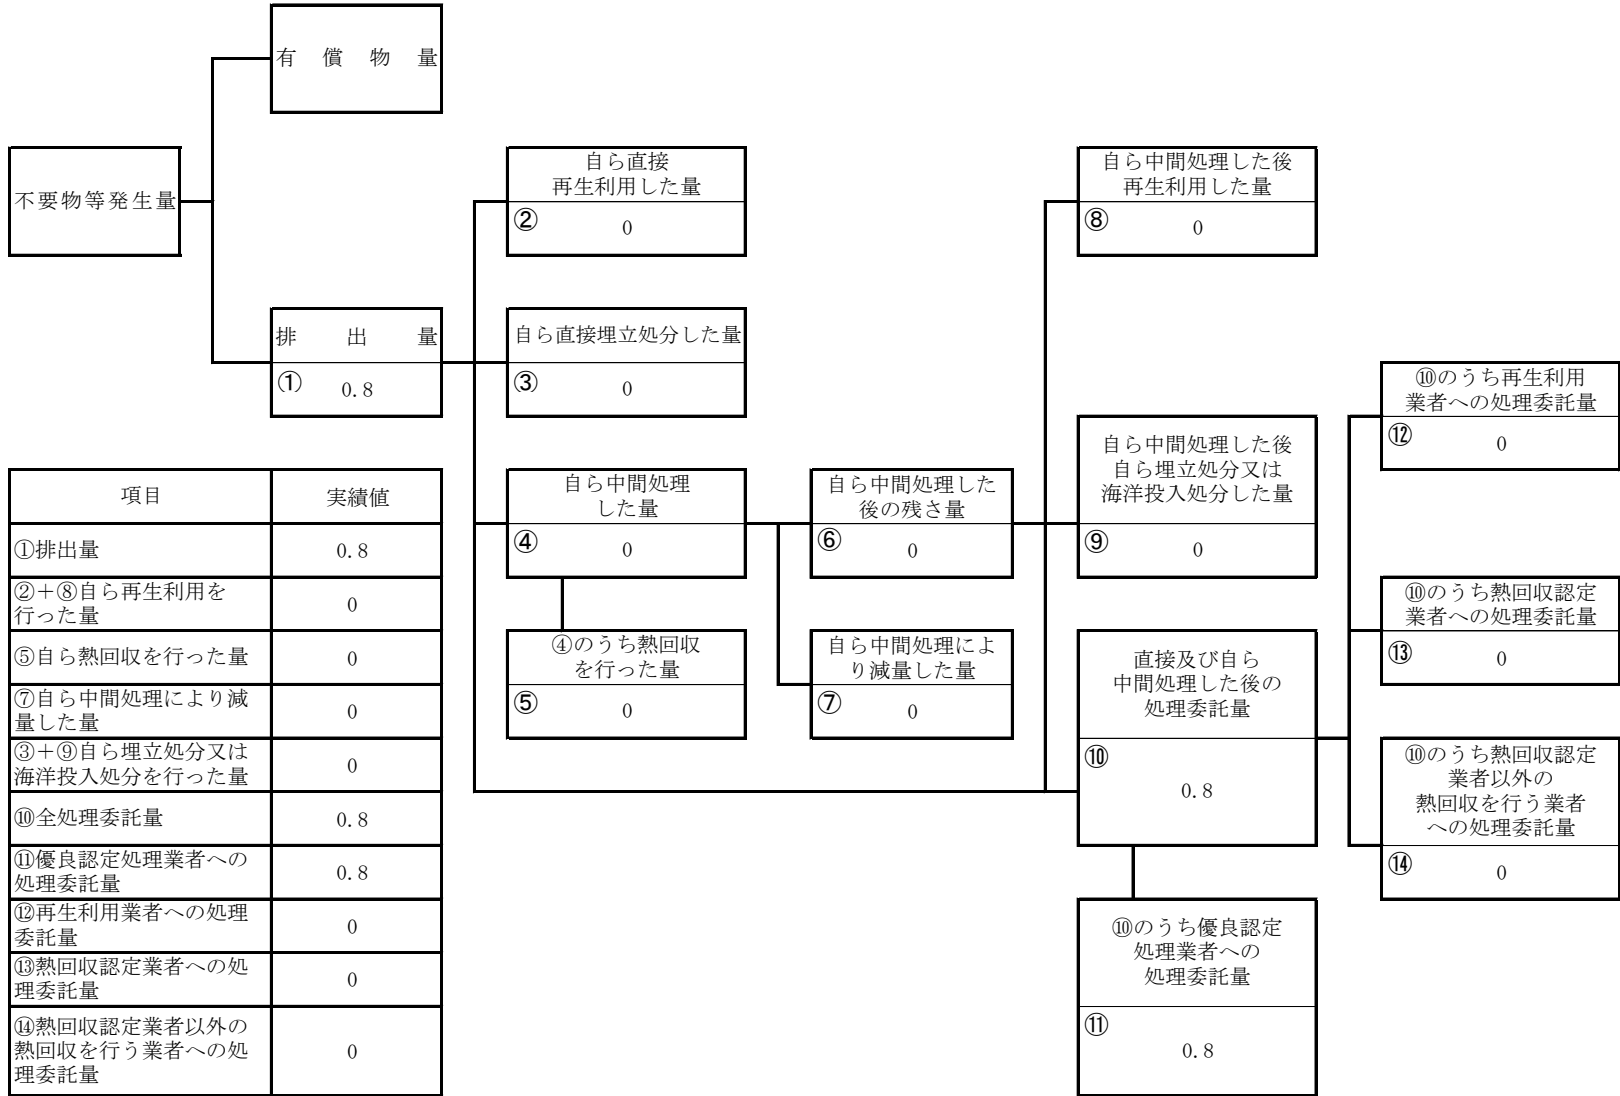 有償物量
不要物等発生量
排出量
① 0.8
自ら直接
再生利用した量
② 0
自ら直接埋立処分した量
③ 0
自ら中間処理
した量
④ 0
④のうち熱回収
を行った量
⑤ 0
自ら中間処理した
後の残さ量
⑥ 0
自ら中間処理によ
り減量した量
⑦ 0
自ら中間処理した後
再生利用した量
⑧ 0
自ら中間処理した後
自ら埋立処分又は
海洋投入処分した量
⑨ 0
直接及び自ら
中間処理した後の
処理委託量
⑩
0.8
⑩のうち優良認定
処理業者への
処理委託量
⑪
0.8
⑩のうち再生利用
業者への処理委託量
⑫ 0
⑩のうち熱回収認定
業者への処理委託量
⑬ 0
⑩のうち熱回収認定
業者以外の
熱回収を行う業者
への処理委託量
⑭ 0
項目 実績値
①排出量 0.8
②＋⑧自ら再生利用を
行った量 0
⑤自ら熱回収を行った量 0
⑦自ら中間処理により減
量した量 0
③＋⑨自ら埋立処分又は
海洋投入処分を行った量 0
⑩全処理委託量 0.8
⑪優良認定処理業者への
処理委託量 0.8
⑫再生利用業者への処理
委託量 0
⑬熱回収認定業者への処
理委託量 0
⑭熱回収認定業者以外の
熱回収を行う業者への処
理委託量 0